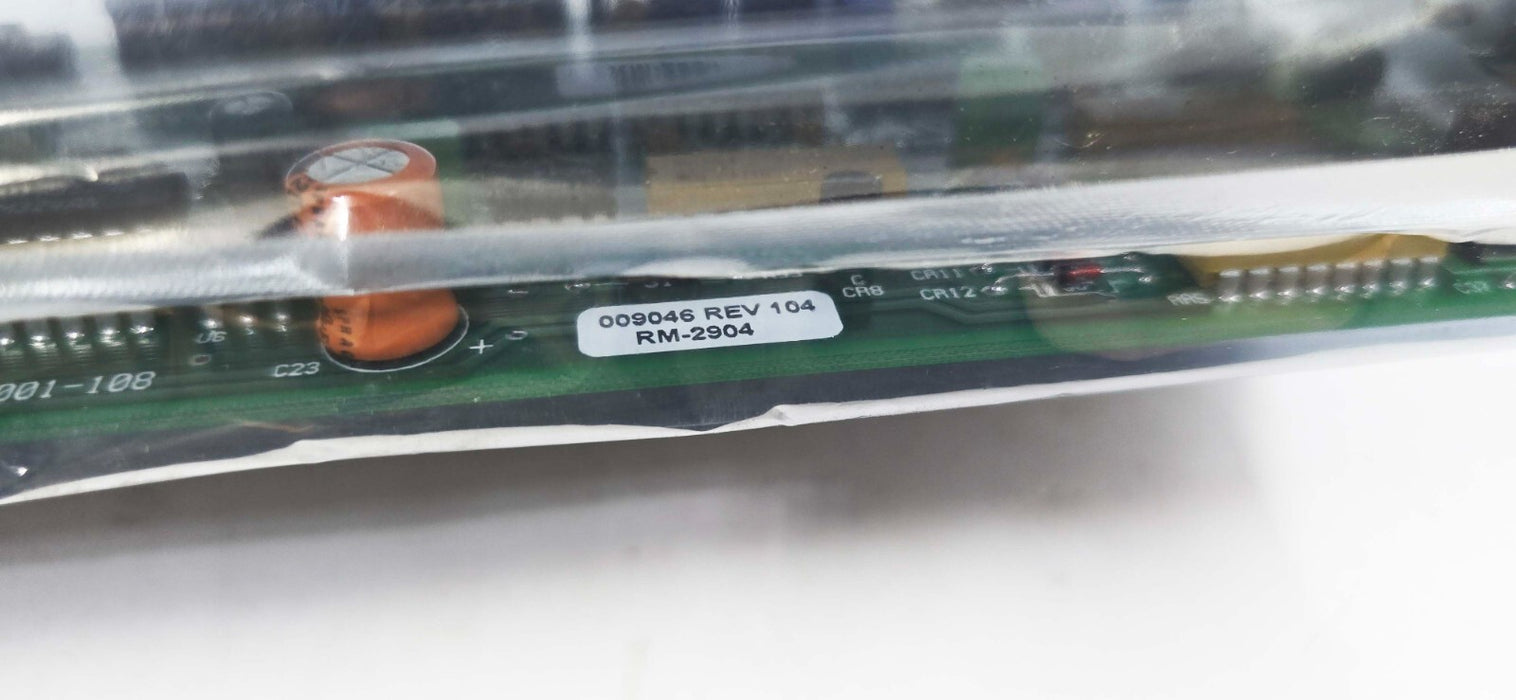 CR11
C
CR8
CR12
009046 REV 104
RM-2904
U6
C23
+
001-108